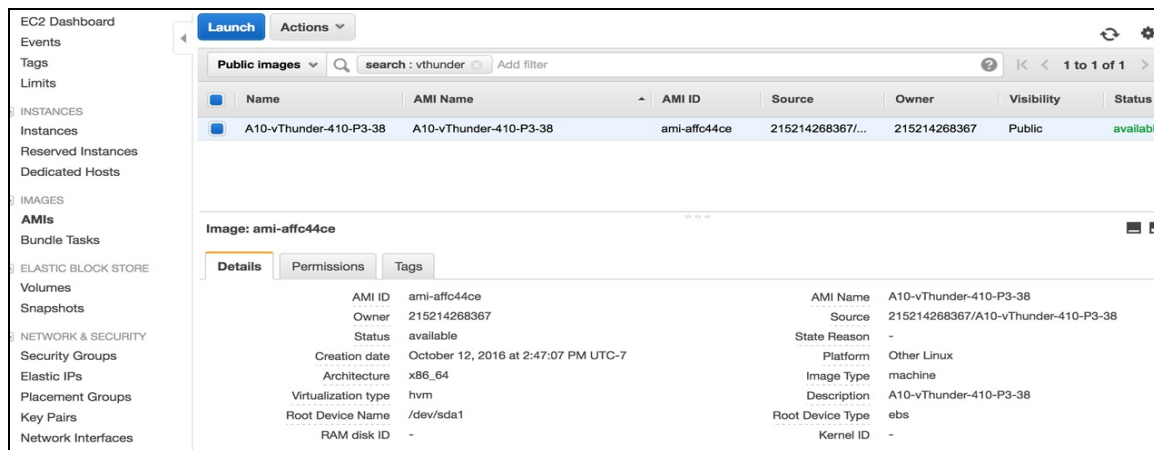 EC2 Dashboard
Events
Tags
Limits
INSTANCES
Instances
Reserved Instances
Dedicated Hosts
IMAGES
AMIs
Bundle Tasks
ELASTIC BLOCK STORE
Volumes
Snapshots
NETWORK & SECURITY
Security Groups
Elastic IPs
Placement Groups
Key Pairs
Network Interfaces
Launch Actions
Public images search : vthunder Add filter 1 to 1 of 1
Name AMI Name AMI ID Source Owner Visibility Status
A10-vThunder-410-P3-38 A10-vThunder-410-P3-38 ami-affc44ce 215214268367/... 215214268367 Public availabl
Image: ami-affc44ce
Details Permissions Tags
AMI ID ami-affc44ce AMI Name A10-vThunder-410-P3-38
Owner 215214268367 Source 215214268367/A10-vThunder-410-P3-38
Status available State Reason -
Creation date October 12, 2016 at 2:47:07 PM UTC-7 Platform Other Linux
Architecture x86_64 Image Type machine
Virtualization type hvm Description A10-vThunder-410-P3-38
Root Device Name /dev/sda1 Root Device Type ebs
RAM disk ID - Kernel ID -